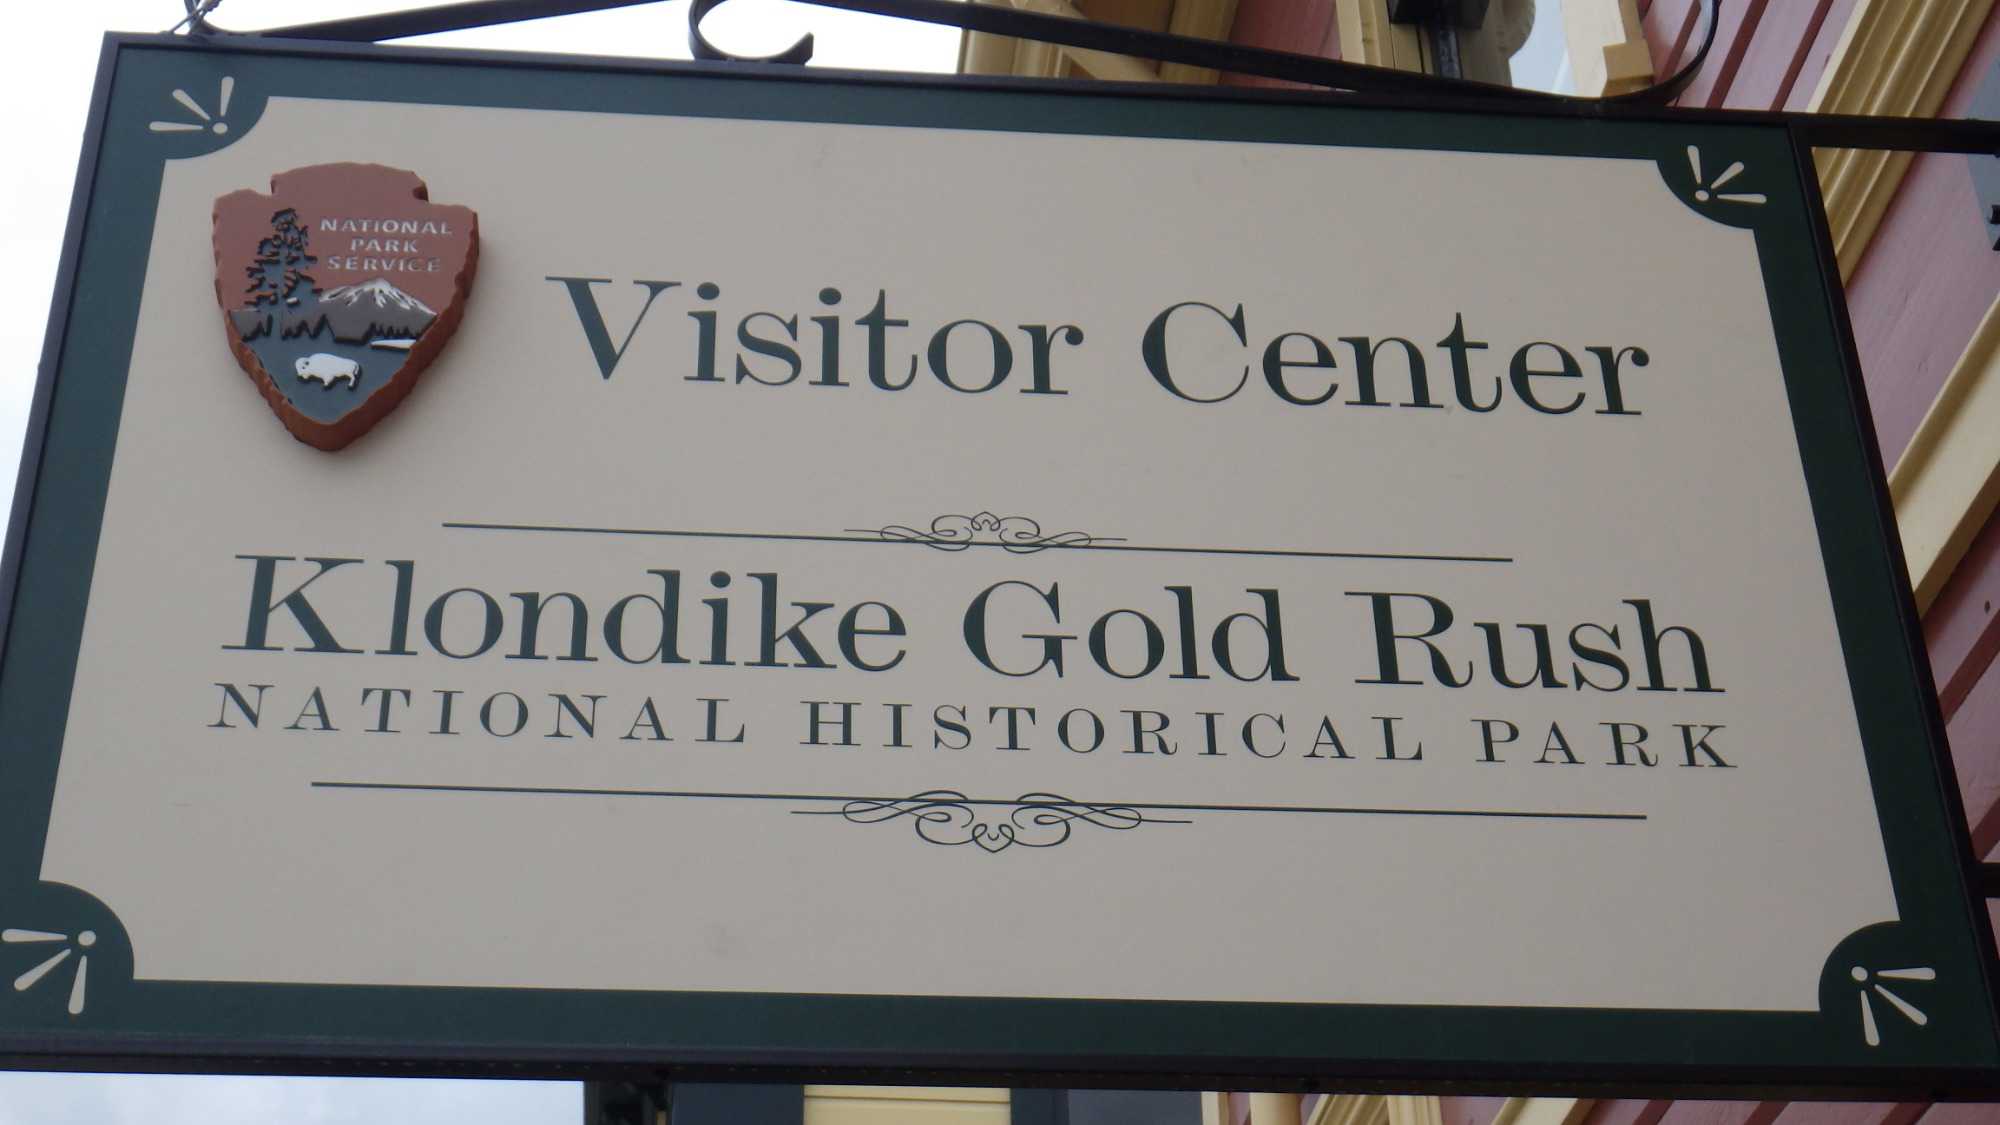 NATIONAL
PARK
SERVICE
Visitor Center
Klondike Gold Rush
NATIONAL HISTORICAL PARK